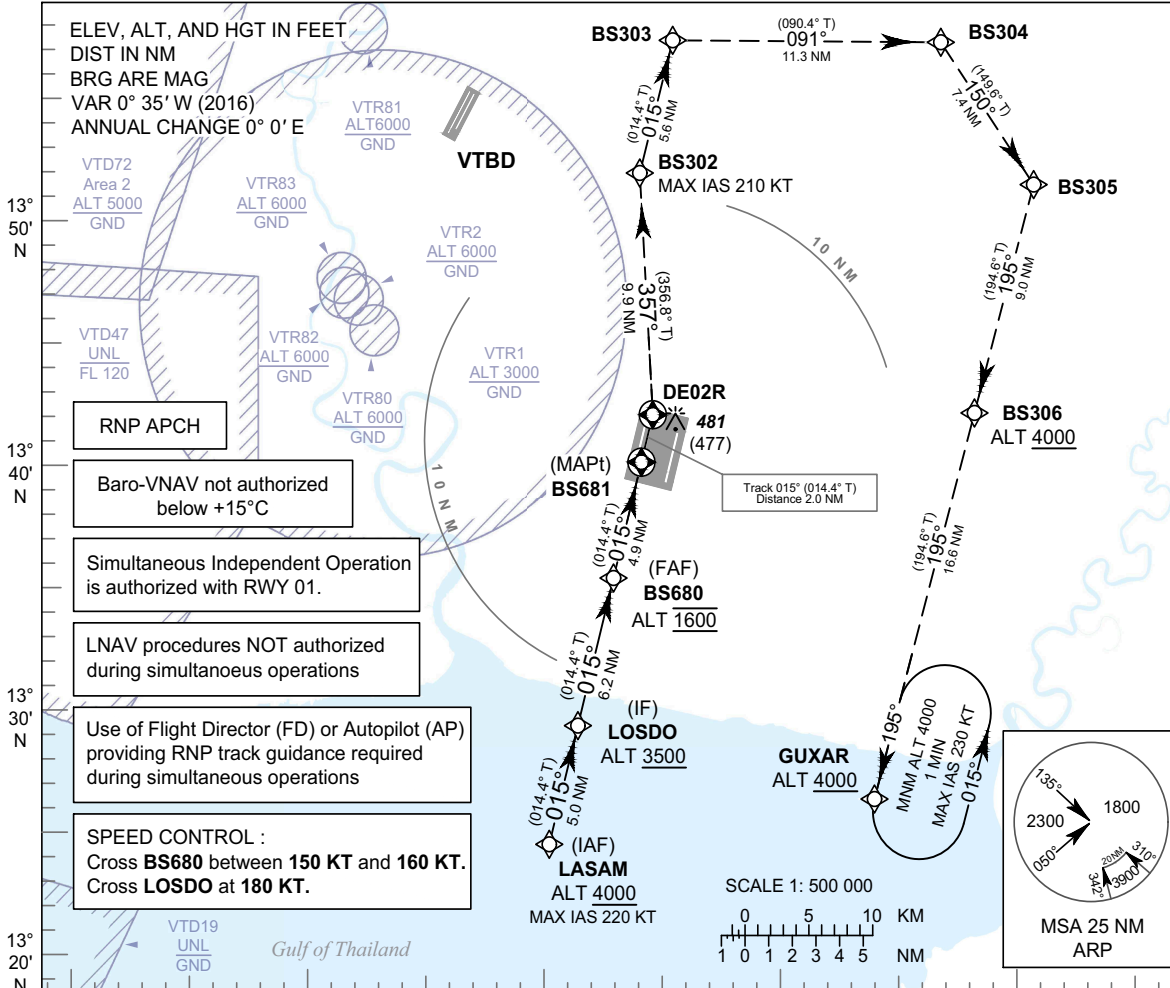 ELEV, ALT, AND HGT IN FEET
DIST IN NM
BRG ARE MAG
VAR 0° 35' W (2016)
ANNUAL CHANGE 0° 0' E
VTR81
ALT6000
GND
VTBD
VTD72
Area 2
ALT 5000
GND
VTR83
ALT 6000
GND
VTR2
ALT 6000
GND
VTD47
UNL
FL 120
VTR82
ALT 6000
GND
VTR80
ALT 6000
GND
VTR1
ALT 3000
GND
13°
50'
N
13°
40'
N
13°
30'
N
13°
20'
N
BS303
(090.4° T)
091°
11.3 NM
BS304
(149.6° T)
150°
7.4 NM
BS305
(014.4° T)
015°
5.6 NM
BS302
MAX IAS 210 KT
10 NM
(194.6° T)
195°
9.0 NM
(356.8° T)
357°
9.9 NM
BS306
ALT 4000
DE02R
481
(477)
(MAPt)
BS681
Track 015° (014.4° T)
Distance 2.0 NM
10 NM
(014.4° T)
015°
4.9 NM
(FAF)
BS680
ALT 1600
(194.6° T)
195°
16.6 NM
(014.4° T)
015°
6.2 NM
(IF)
LOSDO
ALT 3500
(014.4° T)
015°
5.0 NM
(IAF)
LASAM
ALT 4000
MAX IAS 220 KT
GUXAR
ALT 4000
195°
MNM ALT 4000
1 MIN
MAX IAS 230 KT
015°
RNP APCH
Baro-VNAV not authorized
below +15°C
Simultaneous Independent Operation
is authorized with RWY 01.
LNAV procedures NOT authorized
during simultanoeus operations
Use of Flight Director (FD) or Autopilot (AP)
providing RNP track guidance required
during simultaneous operations
SPEED CONTROL :
Cross BS680 between 150 KT and 160 KT.
Cross LOSDO at 180 KT.
VTD19
UNL
GND
Gulf of Thailand
SCALE 1: 500 000
0 5 10 KM
1 0 1 2 3 4 5 NM
135°
2300
1800
050°
20NM
310°
342°
3900
MSA 25 NM
ARP